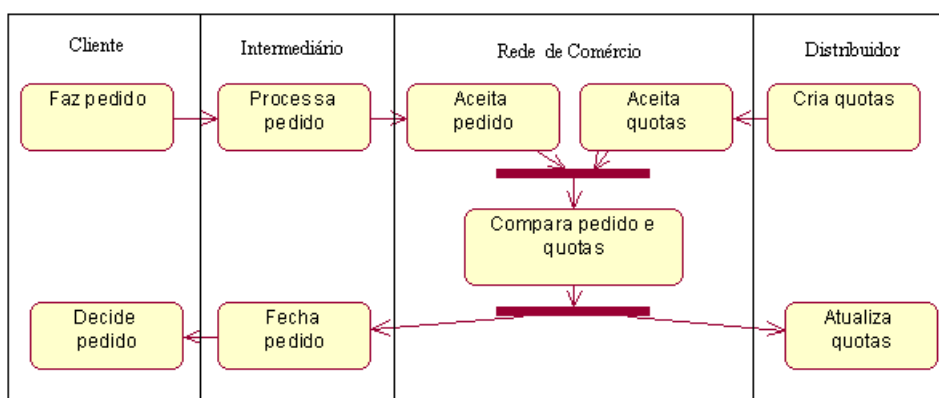 Cliente
Intermediário
Rede de Comércio
Distribuidor
Faz pedido
Processa
pedido
Aceita
pedido
Aceita
quotas
Cria quotas
Compara pedido e
quotas
Decide
pedido
Fecha
pedido
Atualiza
quotas